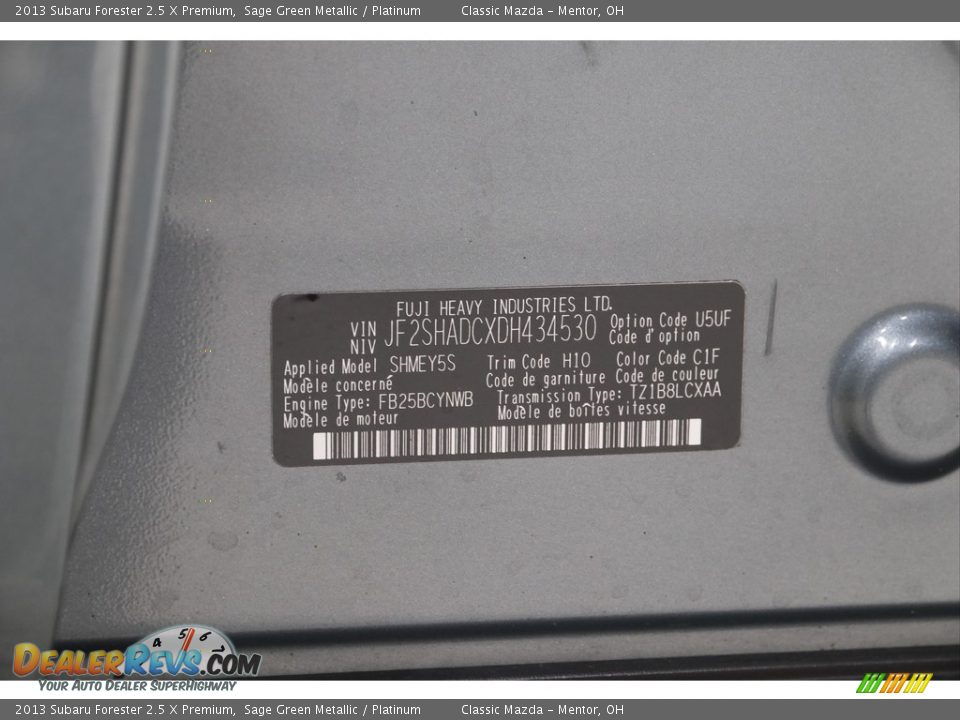 2013 Subaru Forester 2.5 X Premium, Sage Green Metallic / Platinum Classic Mazda - Mentor, OH
FUJI HEAVY INDUSTRIES LTD.
VIN NIV JF2SHADCXDH434530 Option Code U5UF
Code d'option
Applied Model SHMEY5S Trim Code H10 Color Code C1F
Modèle concerné Code de garniture Code de couleur
Engine Type: FB25BCYNWB Transmission Type: TZ1B8LCXAA
Modèle de moteur Modèle de boîtes vitesse
4 5 6 7
DEALERREVS.COM
YOUR AUTO DEALER SUPERHIGHWAY
2013 Subaru Forester 2.5 X Premium, Sage Green Metallic / Platinum Classic Mazda - Mentor, OH